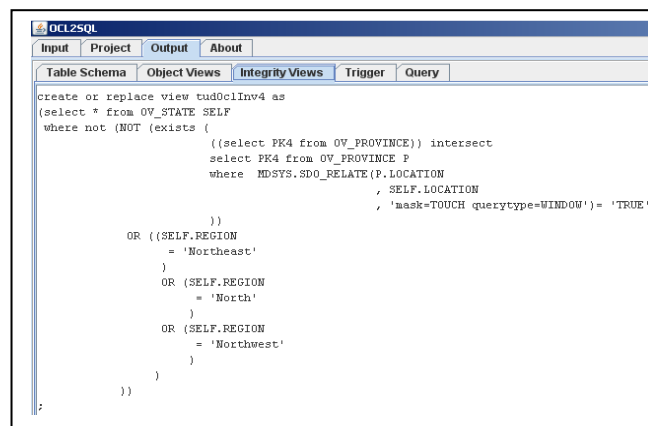 OCL2SQL
Input Project Output About
Table Schema Object Views Integrity Views Trigger Query
create or replace view tudOclInv4 as
(select * from OV_STATE SELF
where not (NOT (exists (
((select PK4 from OV_PROVINCE)) intersect
select PK4 from OV_PROVINCE P
where MDSYS.SDO_RELATE(P.LOCATION
, SELF.LOCATION
, 'mask=TOUCH querytype=WINDOW')= 'TRUE'
))
OR ((SELF.REGION
= 'Northeast'
)
OR (SELF.REGION
= 'North'
)
OR (SELF.REGION
= 'Northwest'
)
)
))
;